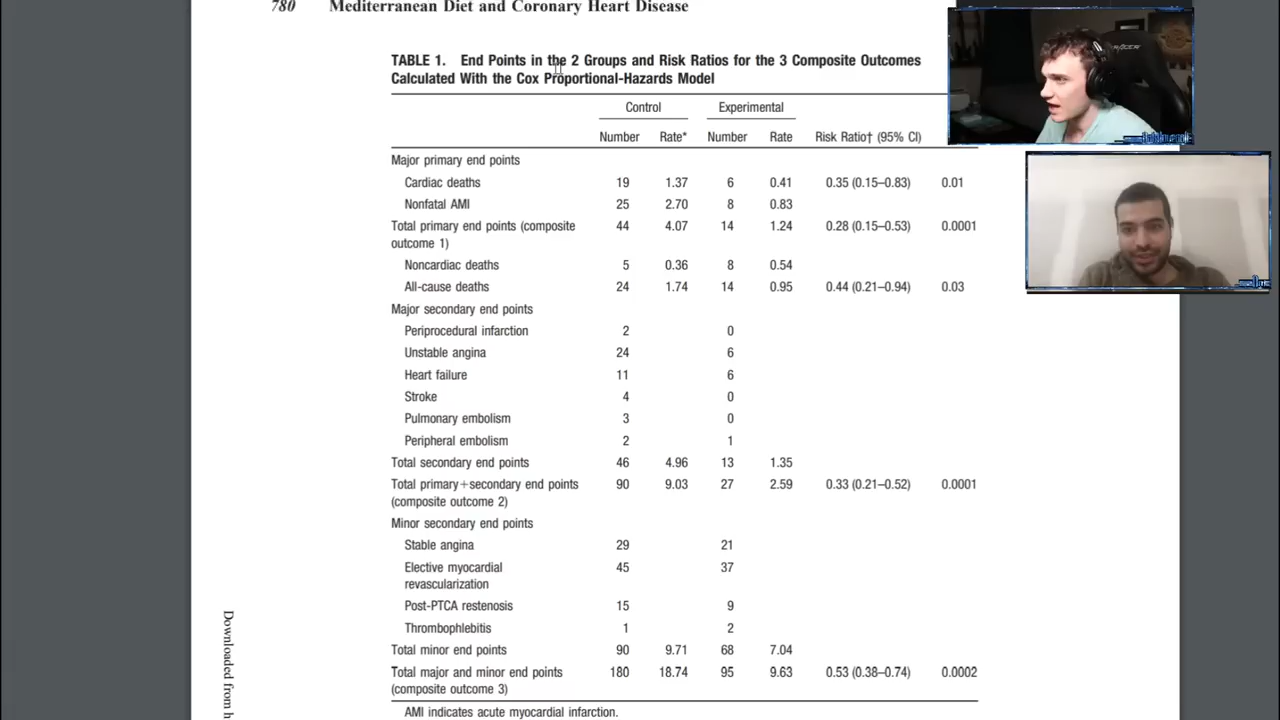 780 Mediterranean Diet and Coronary Heart Disease
TABLE 1. End Points in the 2 Groups and Risk Ratios for the 3 Composite Outcomes
Calculated With the Cox Proportional-Hazards Model
Control Experimental
Number Rate* Number Rate Risk Ratio† (95% CI)
Major primary end points
Cardiac deaths 19 1.37 6 0.41 0.35 (0.15–0.83) 0.01
Nonfatal AMI 25 2.70 8 0.83
Total primary end points (composite 44 4.07 14 1.24 0.28 (0.15–0.53) 0.0001
outcome 1)
Noncardiac deaths 5 0.36 8 0.54
All-cause deaths 24 1.74 14 0.95 0.44 (0.21–0.94) 0.03
Major secondary end points
Periprocedural infarction 2 0
Unstable angina 24 6
Heart failure 11 6
Stroke 4 0
Pulmonary embolism 3 0
Peripheral embolism 2 1
Total secondary end points 46 4.96 13 1.35
Total primary+secondary end points 90 9.03 27 2.59 0.33 (0.21–0.52) 0.0001
(composite outcome 2)
Minor secondary end points
Stable angina 29 21
Elective myocardial 45 37
revascularization
Post-PTCA restenosis 15 9
Thrombophlebitis 1 2
Total minor end points 90 9.71 68 7.04
Total major and minor end points 180 18.74 95 9.63 0.53 (0.38–0.74) 0.0002
(composite outcome 3)
AMI indicates acute myocardial infarction.
Downloaded from h